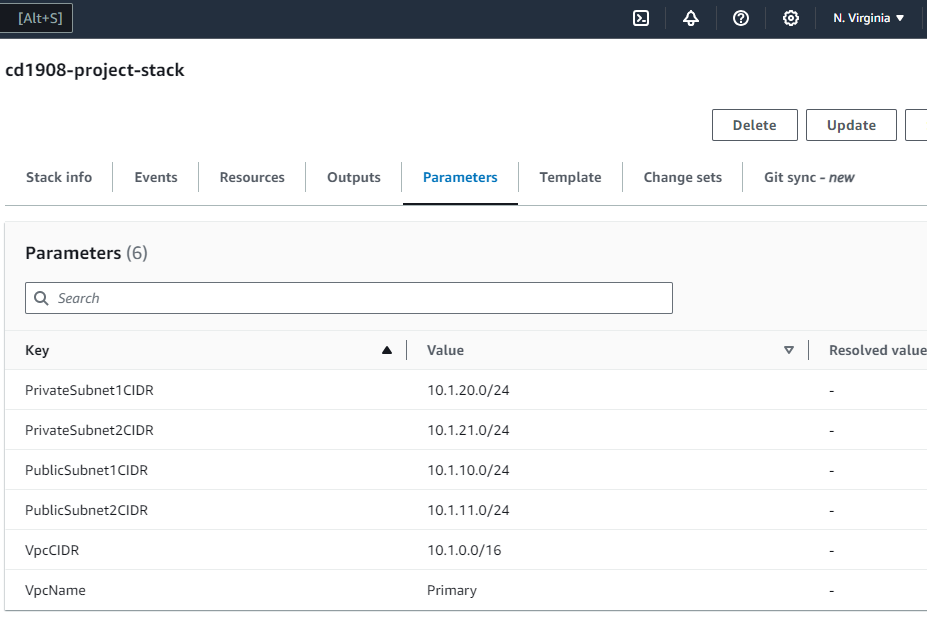 [Alt+S] N. Virginia
cd1908-project-stack
Delete Update
Stack info Events Resources Outputs Parameters Template Change sets Git sync - new
Parameters (6)
Search
Key Value Resolved value
PrivateSubnet1CIDR 10.1.20.0/24 -
PrivateSubnet2CIDR 10.1.21.0/24 -
PublicSubnet1CIDR 10.1.10.0/24 -
PublicSubnet2CIDR 10.1.11.0/24 -
VpcCIDR 10.1.0.0/16 -
VpcName Primary -